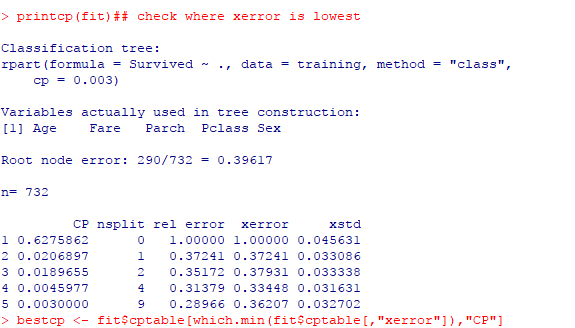 > printcp(fit)## check where xerror is lowest
Classification tree:
rpart(formula = Survived ~ ., data = training, method = "class",
    cp = 0.003)
Variables actually used in tree construction:
[1] Age    Fare   Parch  Pclass Sex
Root node error: 290/732 = 0.39617
n= 732
         CP nsplit rel error  xerror     xstd
1 0.6275862      0   1.00000 1.00000 0.045631
2 0.0206897      1   0.37241 0.37241 0.033086
3 0.0189655      2   0.35172 0.37931 0.033338
4 0.0045977      4   0.31379 0.33448 0.031631
5 0.0030000      9   0.28966 0.36207 0.032702
> bestcp <- fit$cptable[which.min(fit$cptable[,"xerror"]),"CP"]